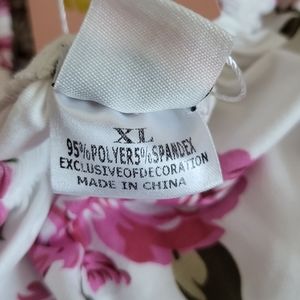 XL
95%POLYER5%SPANDEX
EXCLUSIVEOFDECORATION
MADE IN CHINA